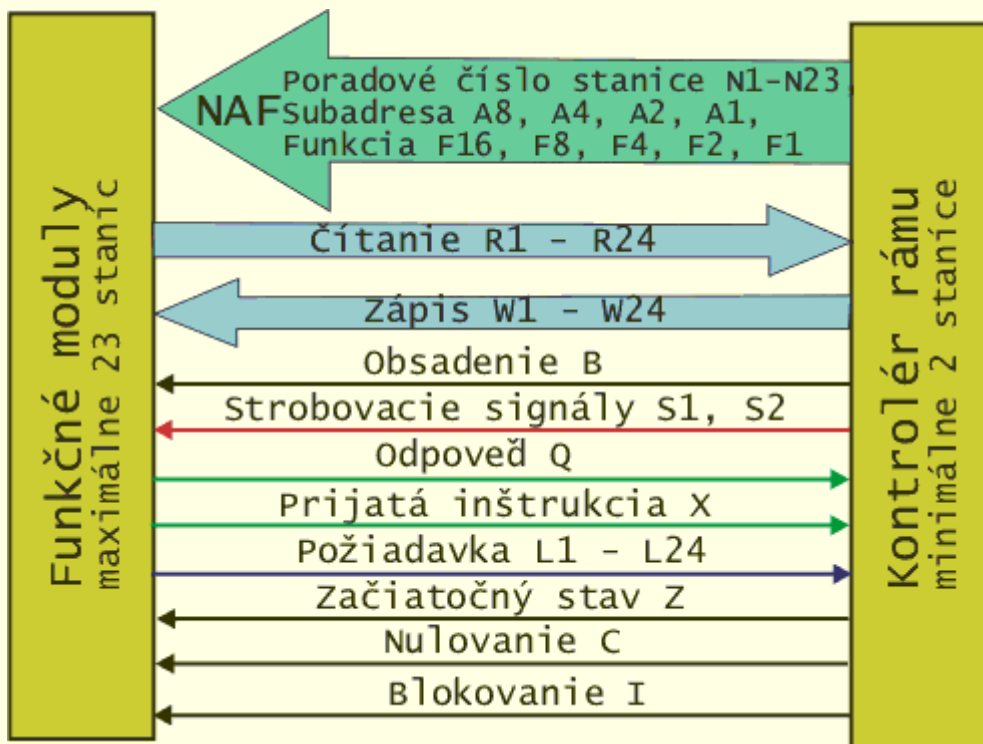 Funkčné moduly
maximálne 23 staníc
NAF
Poradové číslo stanice N1-N23,
Subadresa A8, A4, A2, A1,
Funkcia F16, F8, F4, F2, F1
Čítanie R1 - R24
Zápis W1 - W24
Obsadenie B
Strobovacie signály S1, S2
Odpoveď Q
Prijatá inštrukcia X
Požiadavka L1 - L24
Začiatočný stav Z
Nulovanie C
Blokovanie I
Kontrolér rámu
minimálne 2 staníce